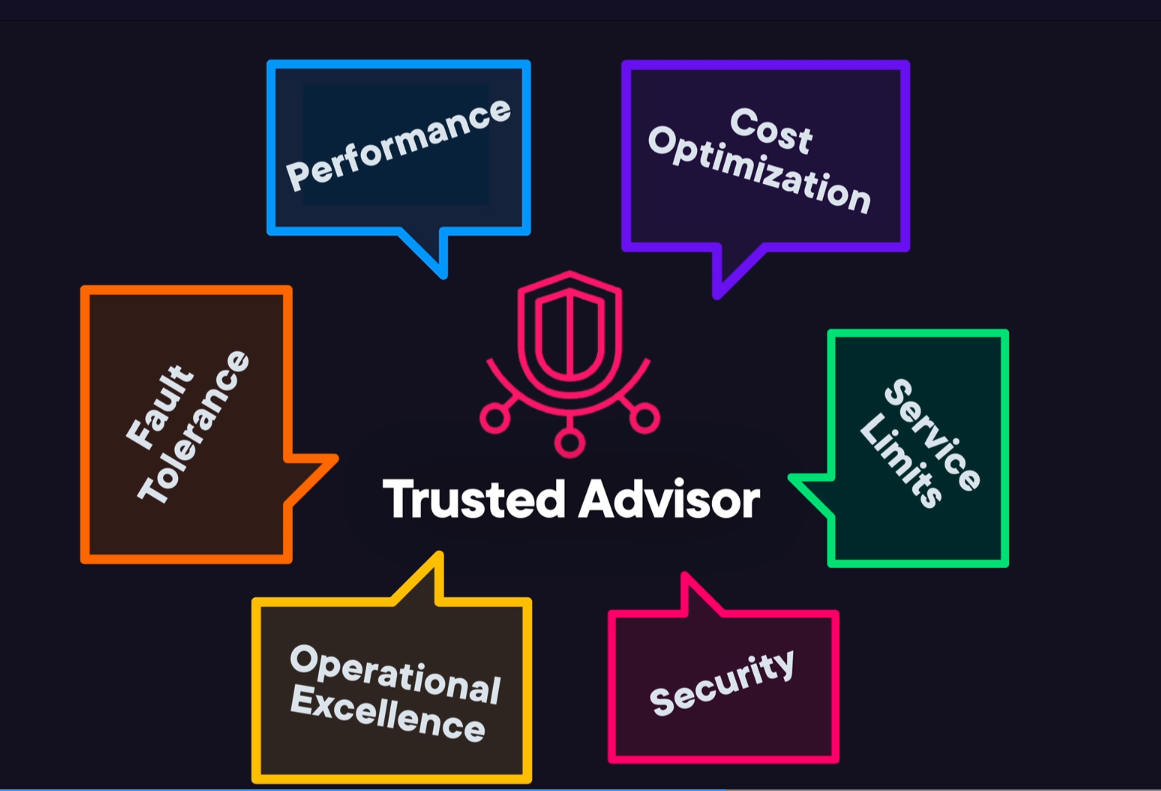 Performance
Cost
Optimization
Fault
Tolerance
Service
Limits
Trusted Advisor
Operational
Excellence
Security